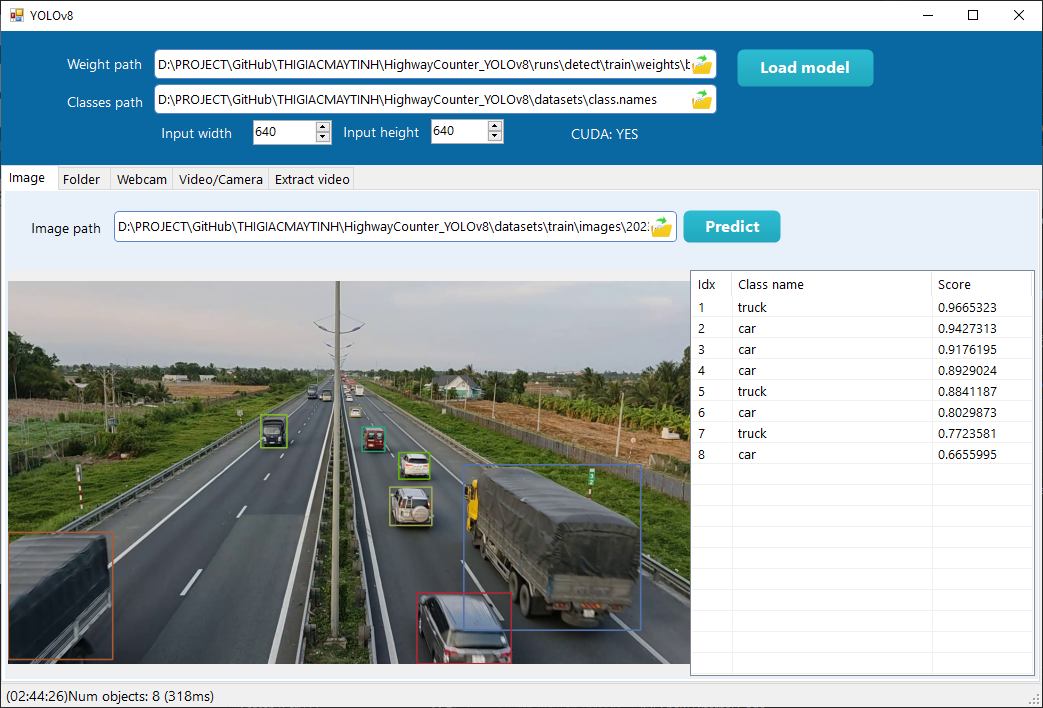 YOLOv8
Weight path D:\PROJECT\GitHub\THIGIACMAYTINH\HighwayCounter_YOLOv8\runs\detect\train\weights\b Load model
Classes path D:\PROJECT\GitHub\THIGIACMAYTINH\HighwayCounter_YOLOv8\datasets\class.names
Input width 640 Input height 640 CUDA: YES
Image Folder Webcam Video/Camera Extract video
Image path D:\PROJECT\GitHub\THIGIACMAYTINH\HighwayCounter_YOLOv8\datasets\train\images\202 Predict
Idx Class name Score
1 truck 0.9665323
2 car 0.9427313
3 car 0.9176195
4 car 0.8929024
5 truck 0.8841187
6 car 0.8029873
7 truck 0.7723581
8 car 0.6655995
(02:44:26)Num objects: 8 (318ms)